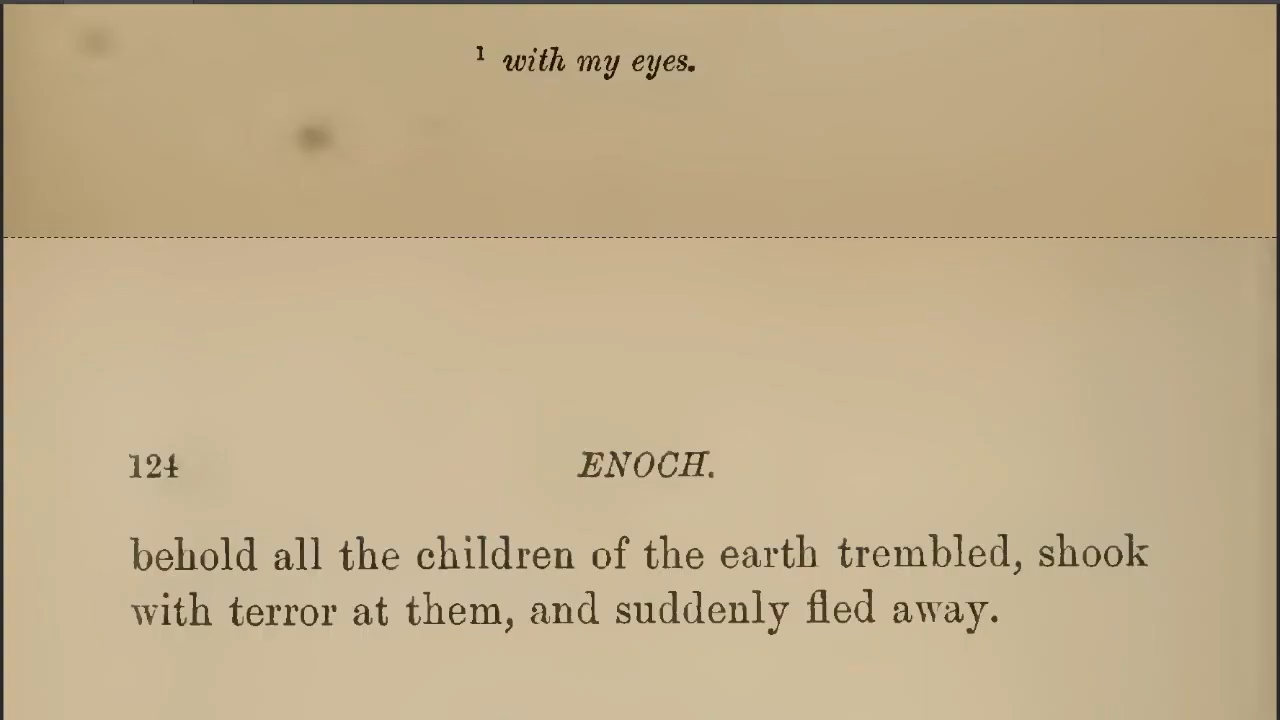 1 with my eyes.
124 ENOCH.
behold all the children of the earth trembled, shook
with terror at them, and suddenly fled away.